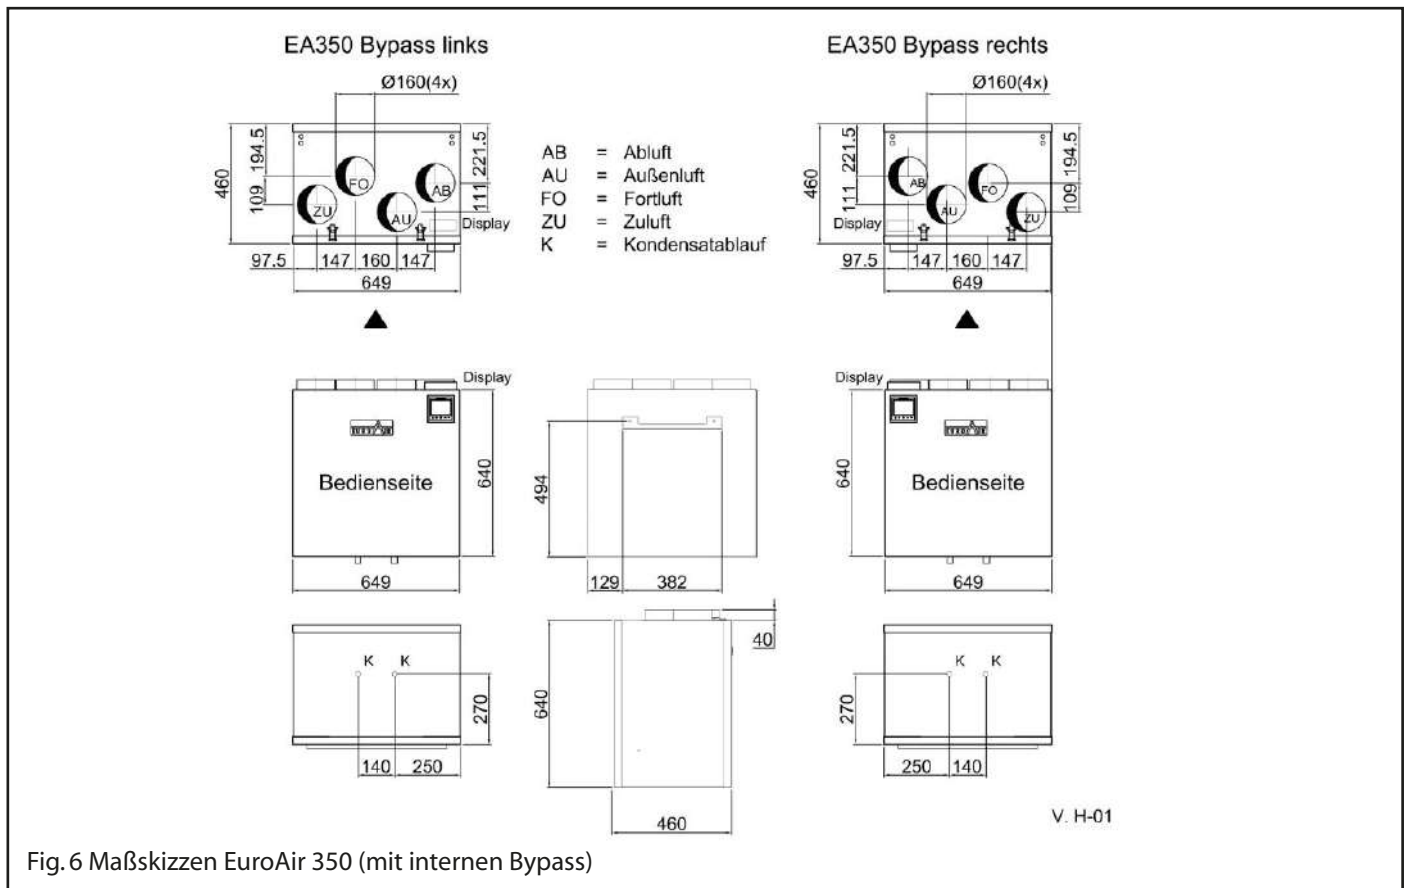 EA350 Bypass links
EA350 Bypass rechts
Ø160(4x)
Ø160(4x)
460
194.5
109
221.5
111
FO
AB
ZU
AU
Display
97.5
147
160
147
649
AB = Abluft
AU = Außenluft
FO = Fortluft
ZU = Zuluft
K = Kondensatablauf
460
221.5
111
194.5
109
AB
FO
AU
ZU
Display
97.5
147
160
147
649
Display
Bedienseite
640
649
494
129
382
Display
Bedienseite
640
649
K K
270
140
250
40
640
460
K K
270
250
140
V. H-01
Fig. 6 Maßskizzen EuroAir 350 (mit internen Bypass)